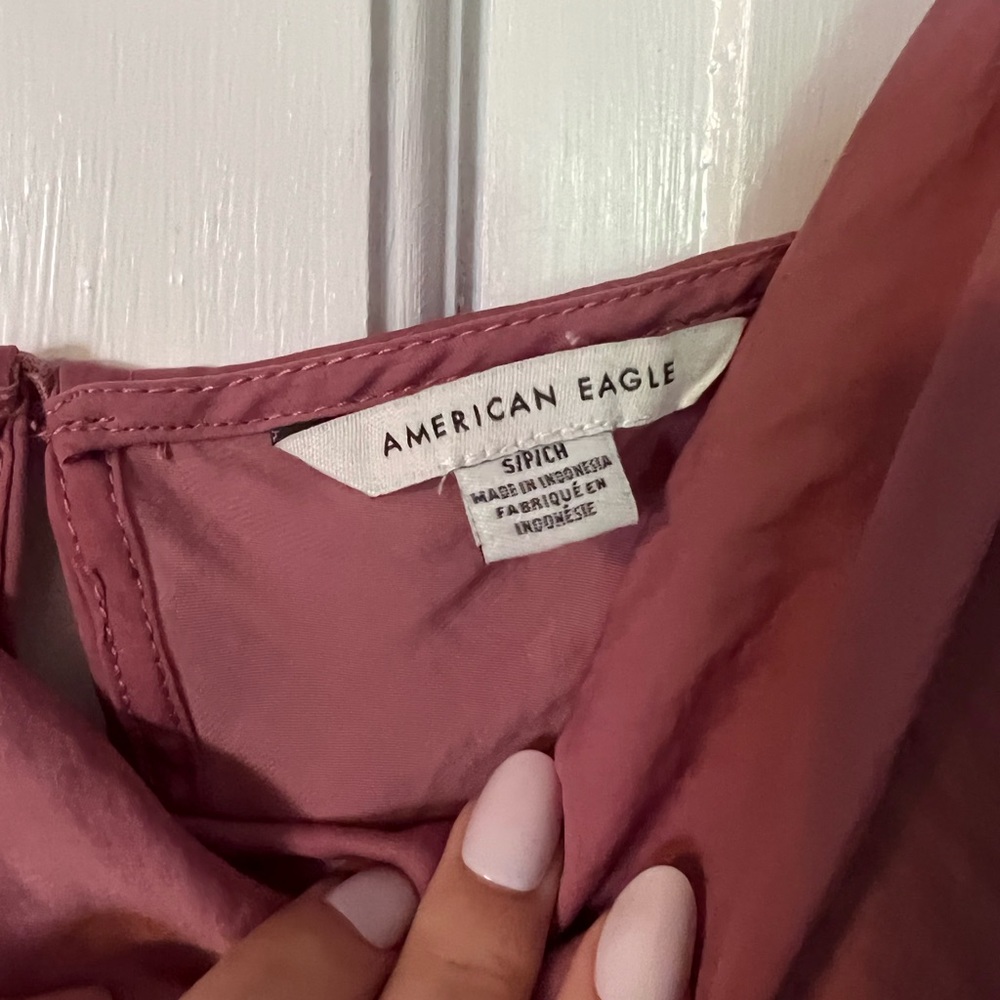 AMERICAN EAGLE
S/P/CH
MADE IN INDONESIA
FABRIQUÉ EN
INDONÉSIE